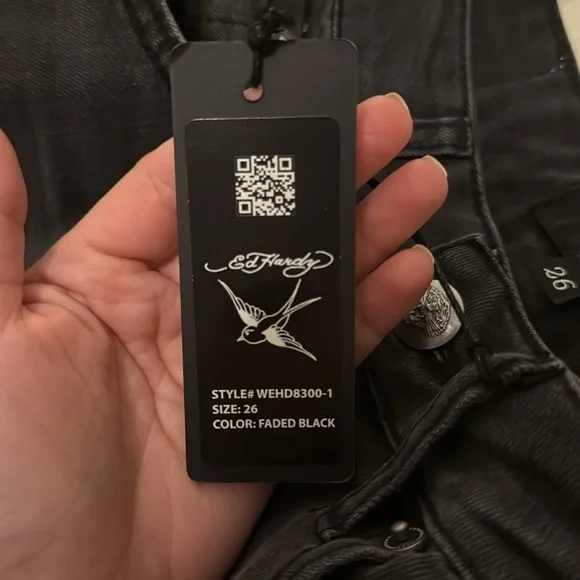 Ed Hardy
STYLE# WEHD8300-1
SIZE: 26
COLOR: FADED BLACK
26